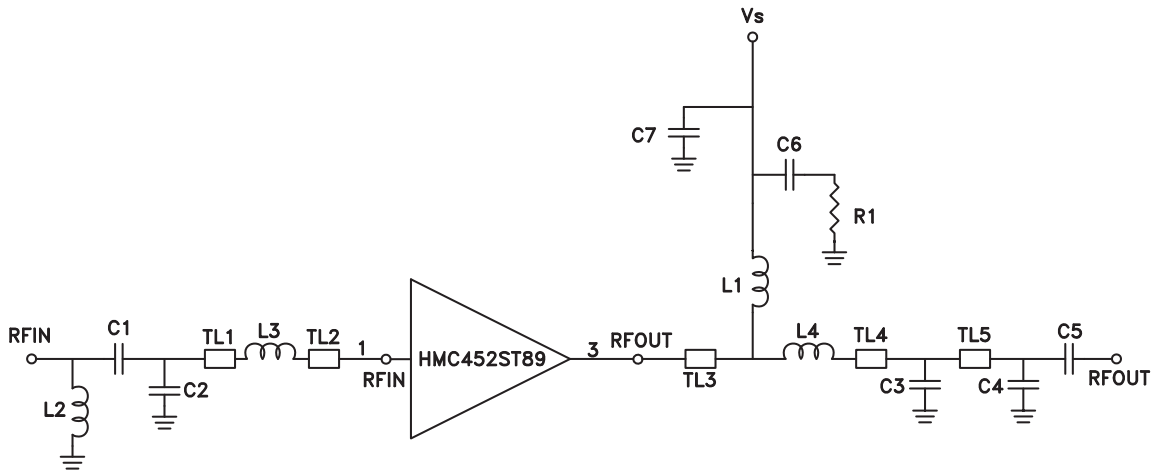 Vs
C7
C6
R1
L1
RFIN
C1
TL1
L3
TL2
1
RFIN
HMC452ST89
3
RFOUT
TL3
L4
TL4
TL5
C5
RFOUT
L2
C2
C3
C4